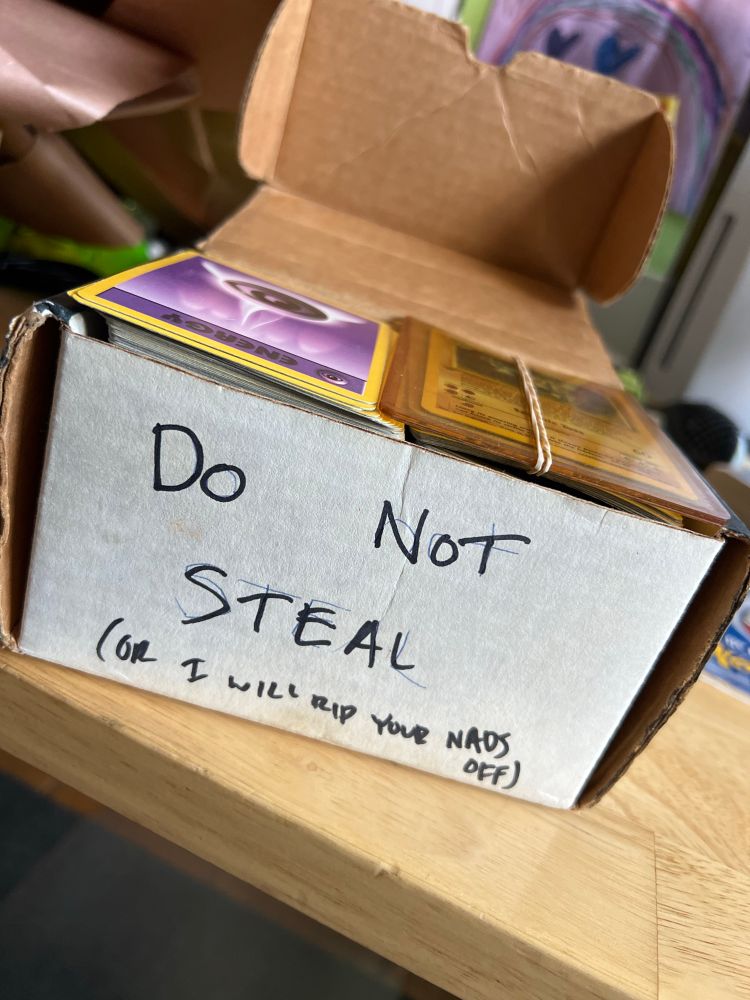 ENERGY
Do
NOT
STEAL
(OR I WILL RIP YOUR NADS
OFF)